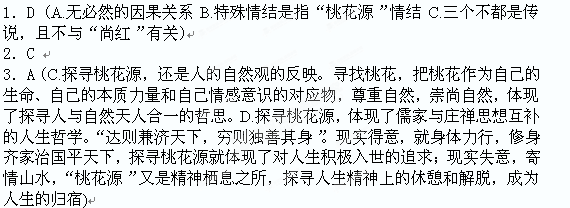 1．D（A.无必然的因果关系 B.特殊情结是指“桃花源”情结 C.三个不都是传
说，且不与“尚红”有关）
2．C
3．A（C.探寻桃花源，还是人的自然观的反映。寻找桃花，把桃花作为自己的
生命、自己的本质力量和自己情感意识的对应物，尊重自然，崇尚自然，体现
了探寻人与自然天人合一的哲思。D.探寻桃花源，体现了儒家与庄禅思想互补
的人生哲学。“达则兼济天下，穷则独善其身”。现实得意，就身体力行，修身
齐家治国平天下，探寻桃花源就体现了对人生积极入世的追求；现实失意，寄
情山水，“桃花源”又是精神栖息之所，探寻人生精神上的休憩和解脱，成为
人生的归宿)